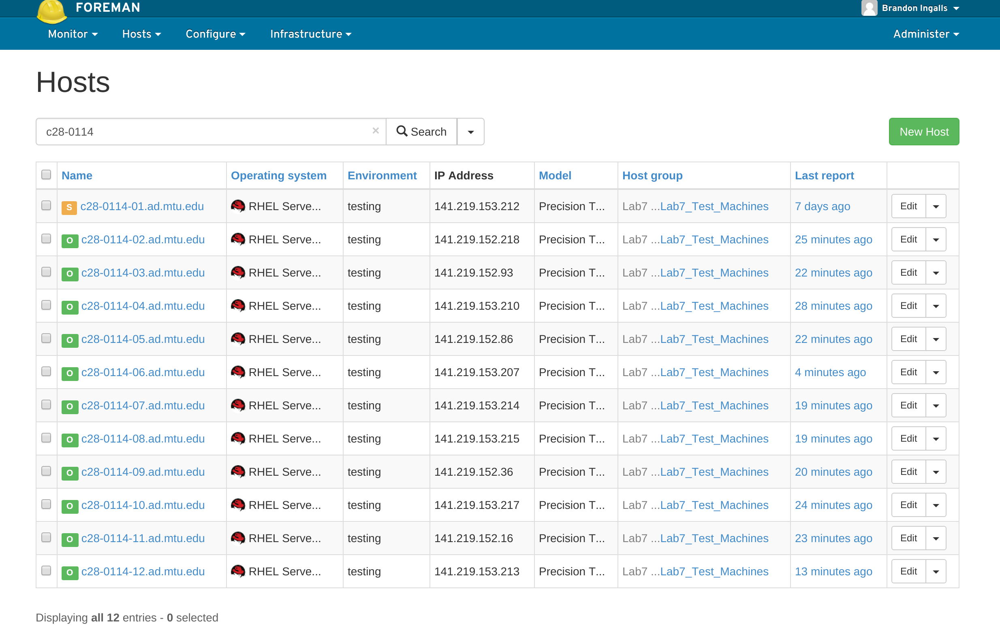 FOREMAN Brandon Ingalls
Monitor Hosts Configure Infrastructure Administer
Hosts
c28-0114 × Search New Host
Name Operating system Environment IP Address Model Host group Last report
S c28-0114-01.ad.mtu.edu RHEL Serve... testing 141.219.153.212 Precision T... Lab7 ...Lab7_Test_Machines 7 days ago Edit
O c28-0114-02.ad.mtu.edu RHEL Serve... testing 141.219.152.218 Precision T... Lab7 ...Lab7_Test_Machines 25 minutes ago Edit
O c28-0114-03.ad.mtu.edu RHEL Serve... testing 141.219.152.93 Precision T... Lab7 ...Lab7_Test_Machines 22 minutes ago Edit
O c28-0114-04.ad.mtu.edu RHEL Serve... testing 141.219.153.210 Precision T... Lab7 ...Lab7_Test_Machines 28 minutes ago Edit
O c28-0114-05.ad.mtu.edu RHEL Serve... testing 141.219.152.86 Precision T... Lab7 ...Lab7_Test_Machines 22 minutes ago Edit
O c28-0114-06.ad.mtu.edu RHEL Serve... testing 141.219.153.207 Precision T... Lab7 ...Lab7_Test_Machines 4 minutes ago Edit
O c28-0114-07.ad.mtu.edu RHEL Serve... testing 141.219.153.214 Precision T... Lab7 ...Lab7_Test_Machines 19 minutes ago Edit
O c28-0114-08.ad.mtu.edu RHEL Serve... testing 141.219.153.215 Precision T... Lab7 ...Lab7_Test_Machines 19 minutes ago Edit
O c28-0114-09.ad.mtu.edu RHEL Serve... testing 141.219.152.36 Precision T... Lab7 ...Lab7_Test_Machines 20 minutes ago Edit
O c28-0114-10.ad.mtu.edu RHEL Serve... testing 141.219.153.217 Precision T... Lab7 ...Lab7_Test_Machines 24 minutes ago Edit
O c28-0114-11.ad.mtu.edu RHEL Serve... testing 141.219.152.16 Precision T... Lab7 ...Lab7_Test_Machines 23 minutes ago Edit
O c28-0114-12.ad.mtu.edu RHEL Serve... testing 141.219.153.213 Precision T... Lab7 ...Lab7_Test_Machines 13 minutes ago Edit
Displaying all 12 entries - 0 selected